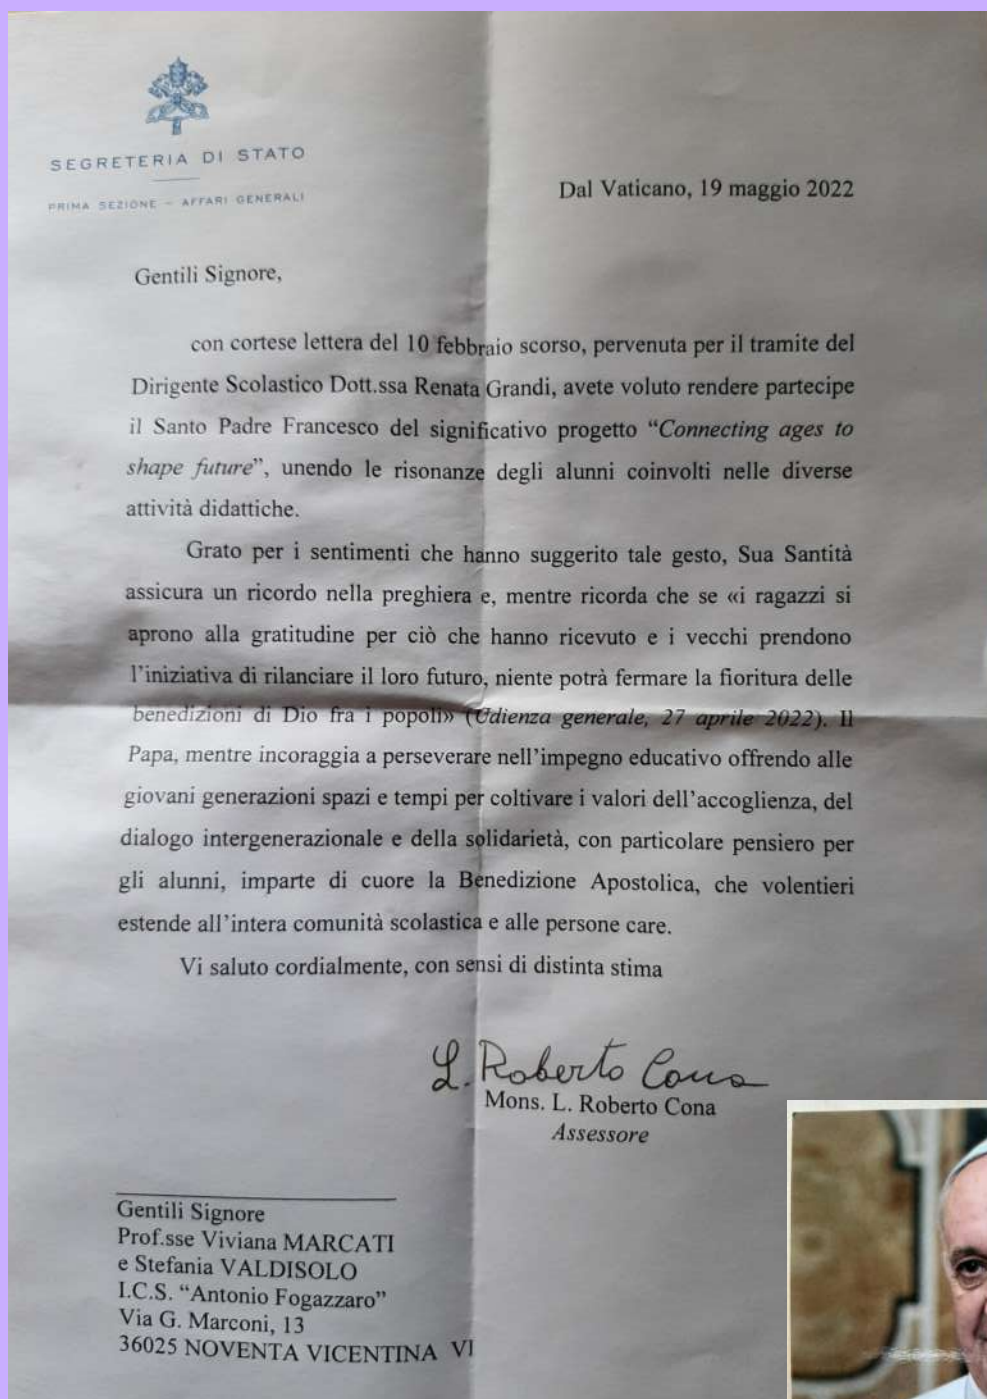 SEGRETERIA DI STATO
PRIMA SEZIONE – AFFARI GENERALI
Dal Vaticano, 19 maggio 2022
Gentili Signore,
con cortese lettera del 10 febbraio scorso, pervenuta per il tramite del
Dirigente Scolastico Dott.ssa Renata Grandi, avete voluto rendere partecipe
il Santo Padre Francesco del significativo progetto “Connecting ages to
shape future”, unendo le risonanze degli alunni coinvolti nelle diverse
attività didattiche.
Grato per i sentimenti che hanno suggerito tale gesto, Sua Santità
assicura un ricordo nella preghiera e, mentre ricorda che se «i ragazzi si
aprono alla gratitudine per ciò che hanno ricevuto e i vecchi prendono
l’iniziativa di rilanciare il loro futuro, niente potrà fermare la fioritura delle
benedizioni di Dio fra i popoli» (Udienza generale, 27 aprile 2022). Il
Papa, mentre incoraggia a perseverare nell’impegno educativo offrendo alle
giovani generazioni spazi e tempi per coltivare i valori dell’accoglienza, del
dialogo intergenerazionale e della solidarietà, con particolare pensiero per
gli alunni, imparte di cuore la Benedizione Apostolica, che volentieri
estende all’intera comunità scolastica e alle persone care.
Vi saluto cordialmente, con sensi di distinta stima
L. Roberto Cona
Mons. L. Roberto Cona
Assessore
Gentili Signore
Prof.sse Viviana MARCATI
e Stefania VALDISOLO
I.C.S. “Antonio Fogazzaro”
Via G. Marconi, 13
36025 NOVENTA VICENTINA VI